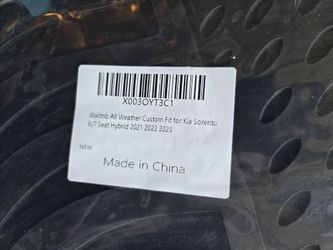 X003OYT3C1
Wailtnb All Weather Custom Fit for Kia Sorento
6/7 Seat Hybrid 2021 2022 2023
NEW
Made in China